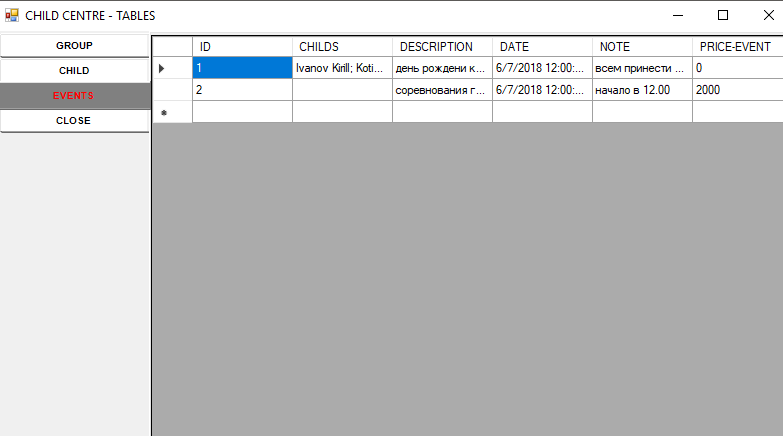 CHILD CENTRE - TABLES
GROUP
CHILD
EVENTS
CLOSE
ID CHILDS DESCRIPTION DATE NOTE PRICE-EVENT
1 Ivanov Kirill; Koti... день рождени к... 6/7/2018 12:00:... всем принести ... 0
2 соревнования г... 6/7/2018 12:00:... начало в 12.00 2000